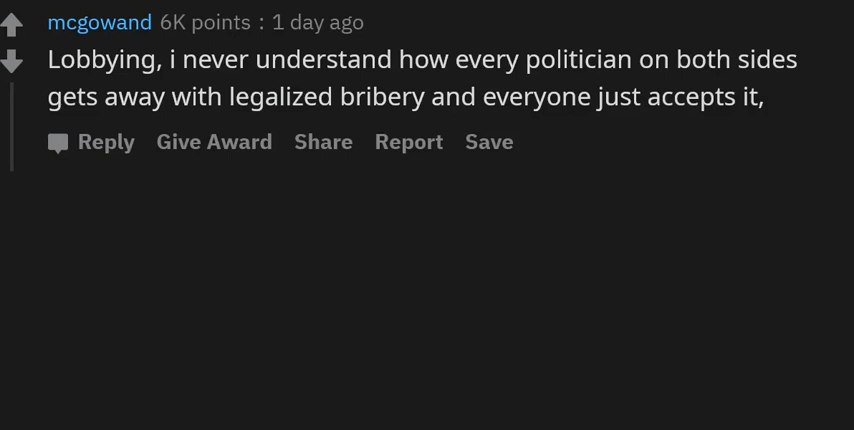 mcgowand 6K points : 1 day ago
Lobbying, i never understand how every politician on both sides
gets away with legalized bribery and everyone just accepts it,
Reply Give Award Share Report Save